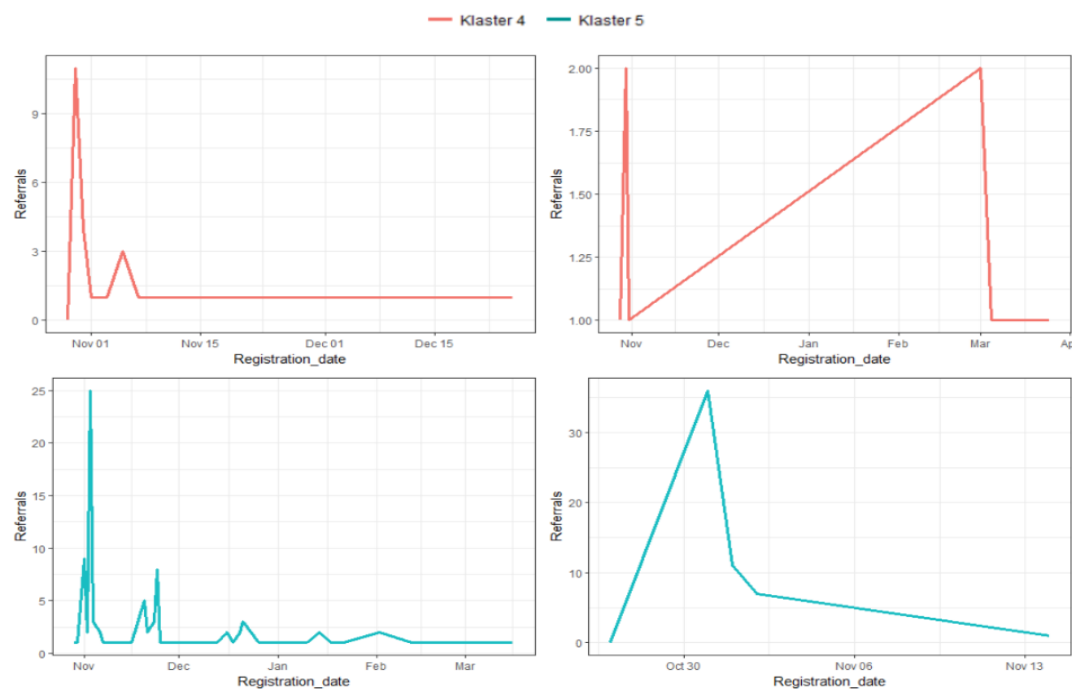 Klaster 4 Klaster 5
Referrals
9
6
3
0
Nov 01 Nov 15 Dec 01 Dec 15
Registration_date
Referrals
2.00
1.75
1.50
1.25
1.00
Nov Dec Jan Feb Mar Ap
Registration_date
Referrals
25
20
15
10
5
0
Nov Dec Jan Feb Mar
Registration_date
Referrals
30
20
10
0
Oct 30 Nov 06 Nov 13
Registration_date